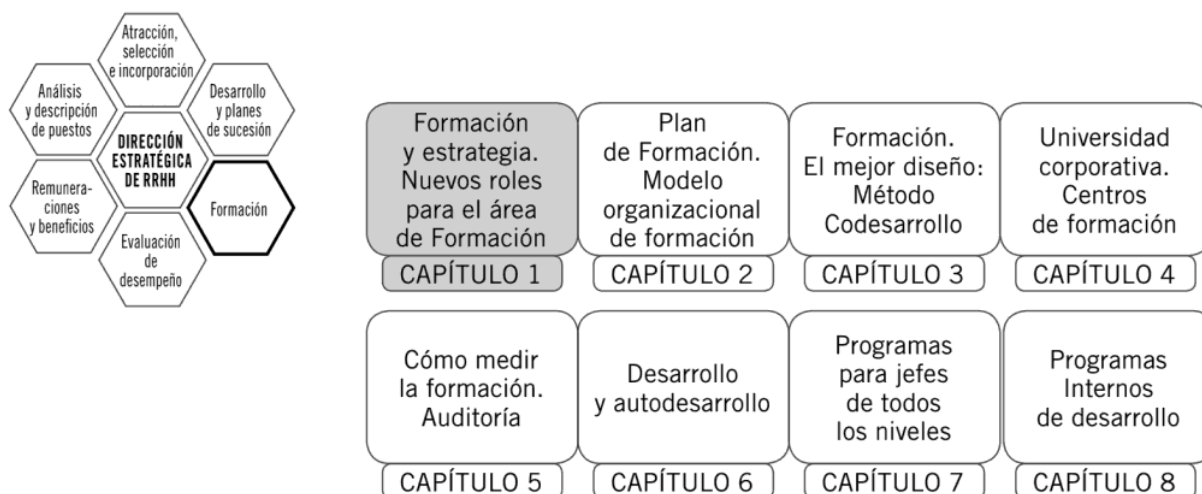 Atracción,
selección
e incorporación
Análisis
y descripción
de puestos
Desarrollo
y planes
de sucesión
DIRECCIÓN
ESTRATÉGICA
DE RRHH
Remunera-
ciones
y beneficios
Formación
Evaluación
de
desempeño
Formación
y estrategia.
Nuevos roles
para el área
de Formación
CAPÍTULO 1
Plan
de Formación.
Modelo
organizacional
de formación
CAPÍTULO 2
Formación.
El mejor diseño:
Método
Codesarrollo
CAPÍTULO 3
Universidad
corporativa.
Centros
de formación
CAPÍTULO 4
Cómo medir
la formación.
Auditoría
CAPÍTULO 5
Desarrollo
y autodesarrollo
CAPÍTULO 6
Programas
para jefes
de todos
los niveles
CAPÍTULO 7
Programas
Internos
de desarrollo
CAPÍTULO 8